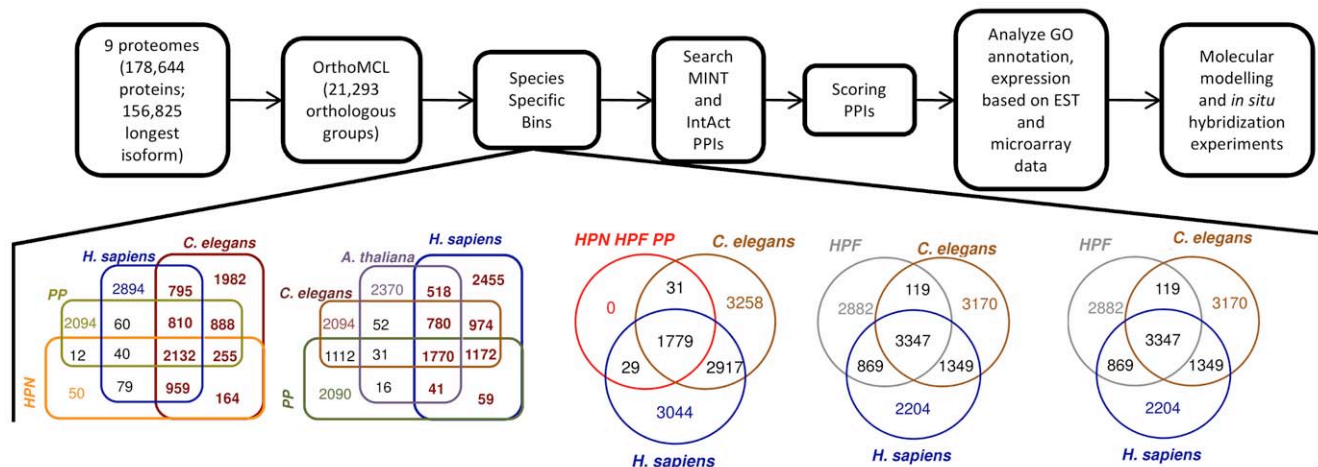 9 proteomes
(178,644
proteins;
156,825
longest
isoform)
OrthoMCL
(21,293
orthologous
groups)
Species
Specific
Bins
Search
MINT
and
IntAct
PPIs
Scoring
PPIs
Analyze GO
annotation,
expression
based on EST
and
microarray
data
Molecular
modelling
and in situ
hybridization
experiments
C. elegans
H. sapiens
1982
2894
795
PP
2094
60
810
888
12
40
2132
255
79
959
50
164
HPN
H. sapiens
A. thaliana
2455
2370
518
C. elegans
2094
52
780
974
1112
31
1770
1172
16
41
2090
59
PP
HPN HPF PP
C. elegans
31
0
3258
1779
29
2917
3044
H. sapiens
HPF
C. elegans
119
2882
3170
3347
869
1349
2204
H. sapiens
HPF
C. elegans
119
2882
3170
3347
869
1349
2204
H. sapiens